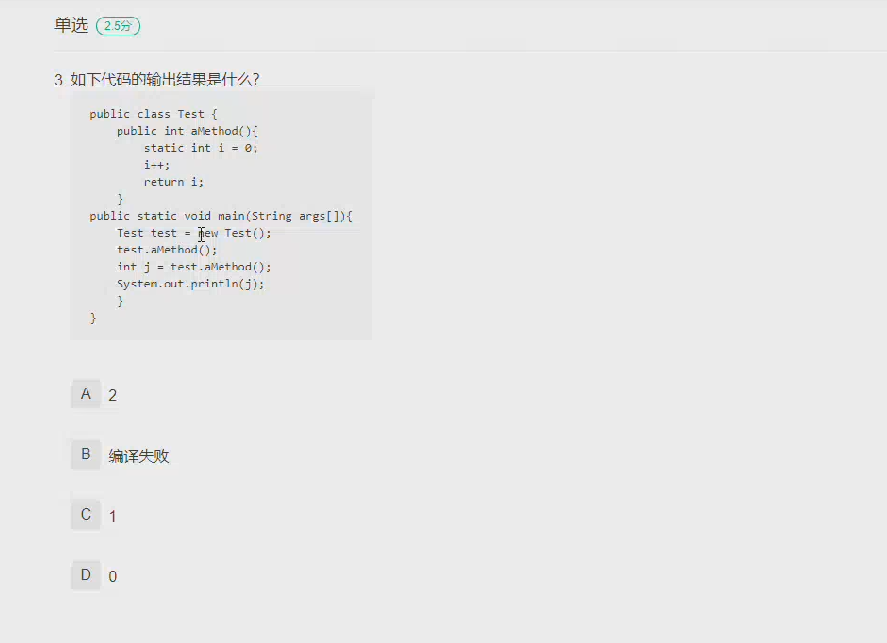 单选 2.5分
3 如下代码的输出结果是什么?
public class Test {
    public int aMethod(){
        static int i = 0;
        i++;
        return i;
    }
public static void main(String args[]){
    Test test = new Test();
    test.aMethod();
    int j = test.aMethod();
    System.out.println(j);
    }
}
A 2
B 编译失败
C 1
D 0